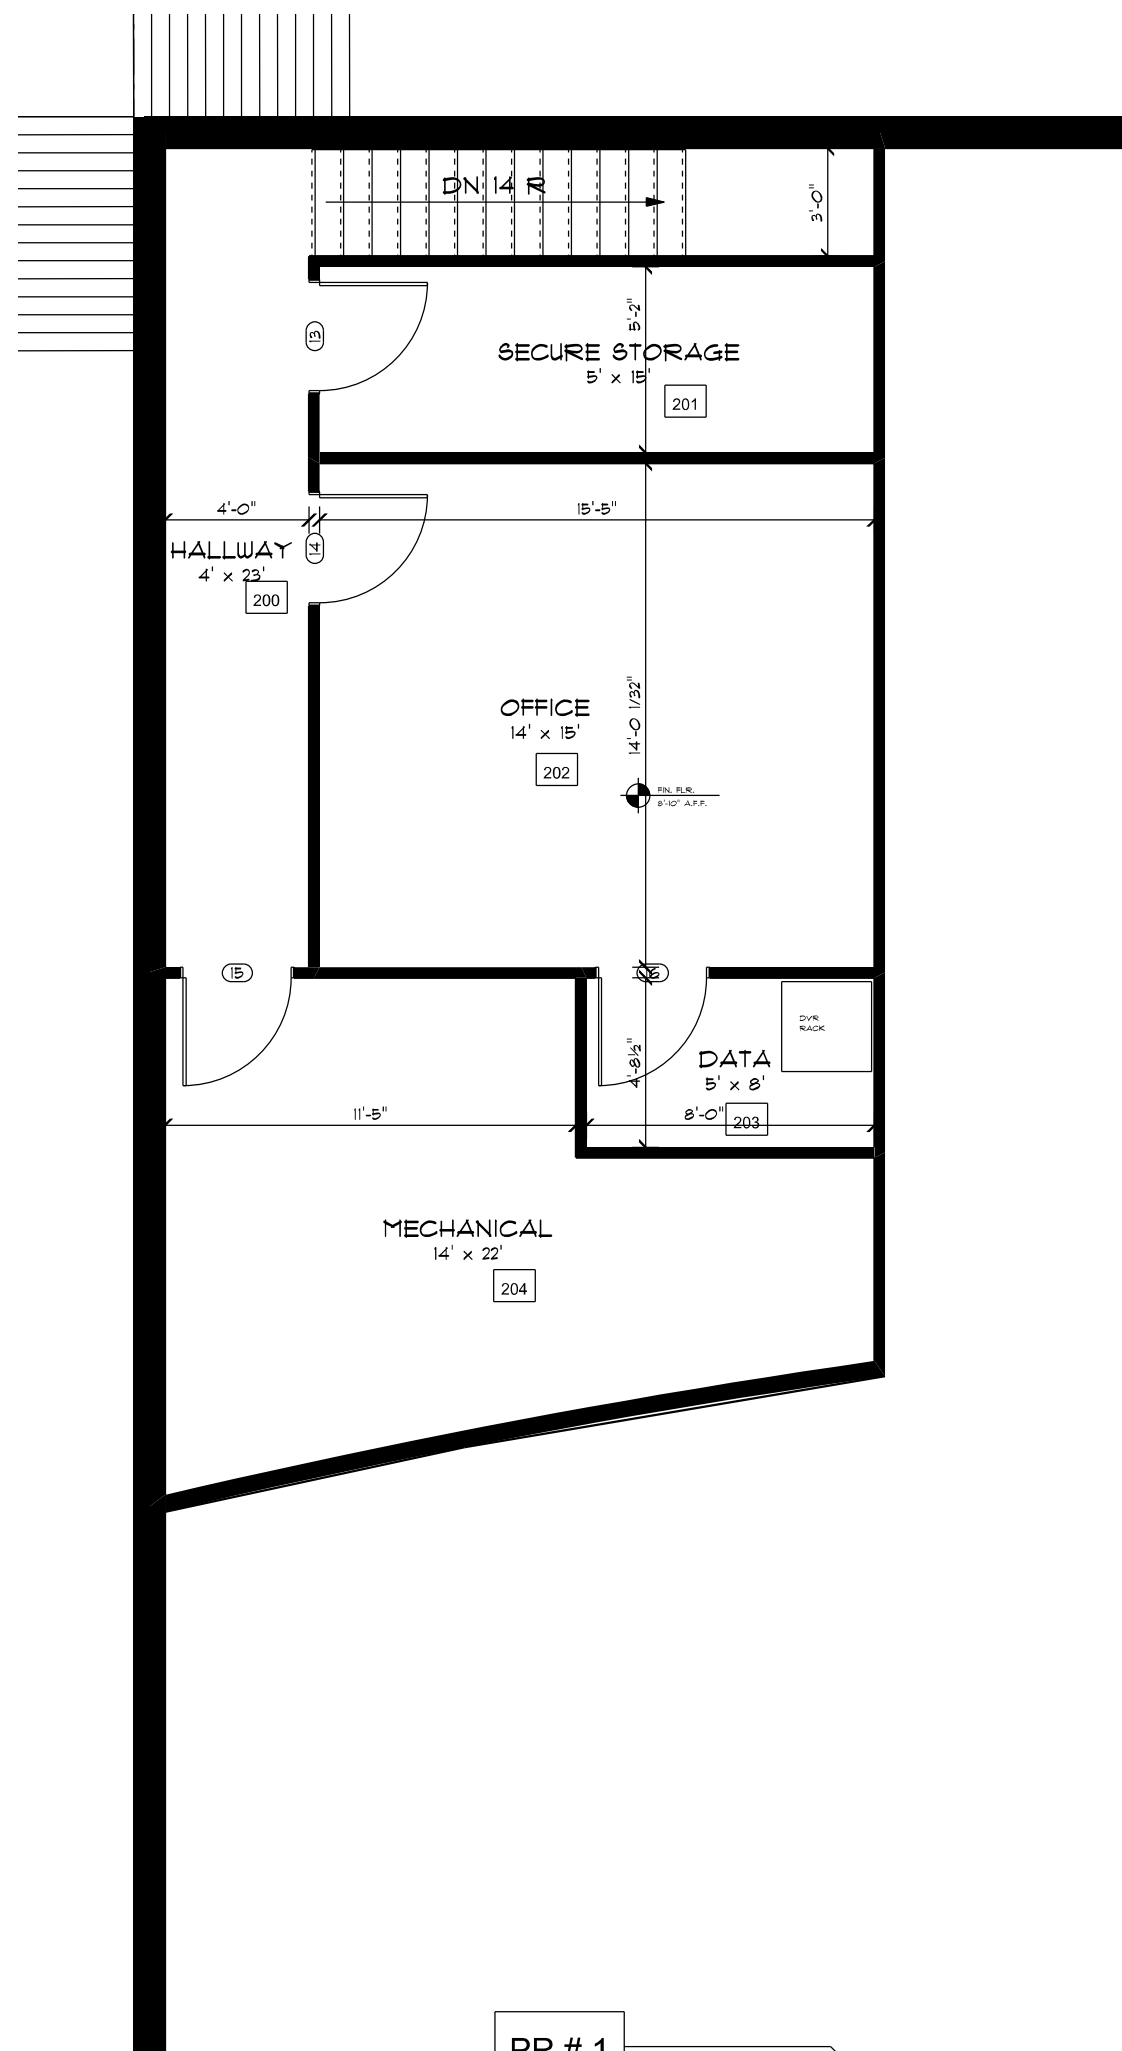 DN 14 R
3'-0"
13
5'-2"
SECURE STORAGE
5' x 15'
201
4'-0"
15'-5"
HALLWAY
4' x 23'
14
200
OFFICE
14' x 15'
14'-0 1/32"
202
FIN. FLR.
8'-10" A.F.F.
15
16
DVR
RACK
DATA
5' x 8'
4'-8½"
11'-5"
8'-0"
203
MECHANICAL
14' x 22'
204